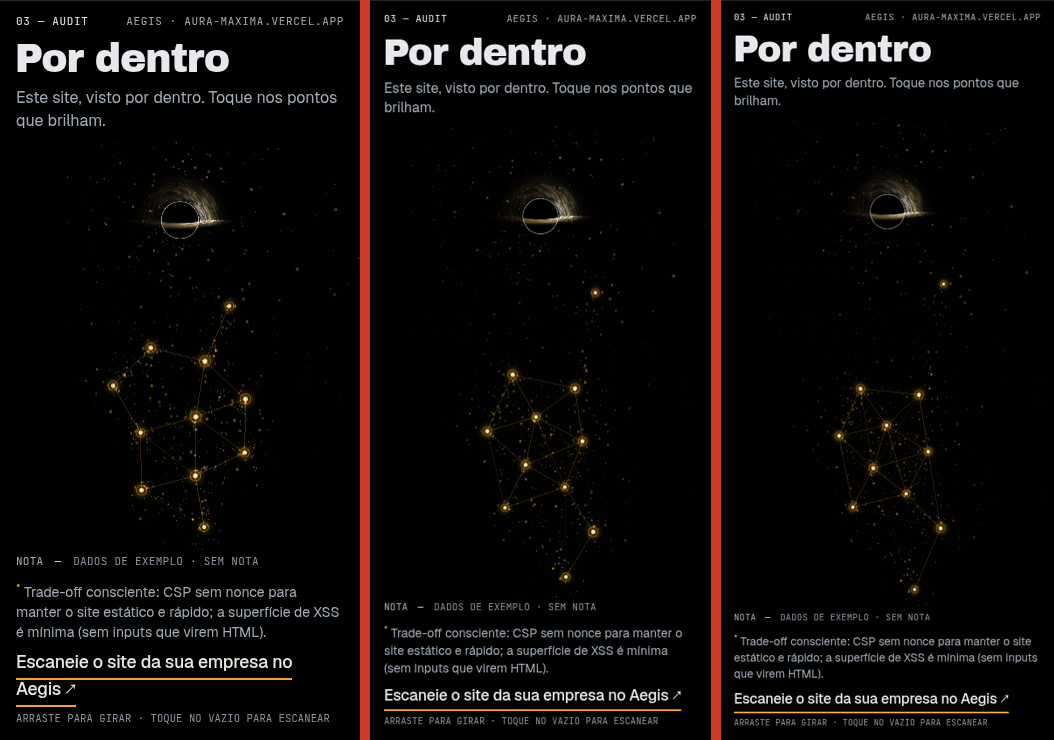 03 — AUDIT
AEGIS · AURA-MAXIMA.VERCEL.APP
Por dentro
Este site, visto por dentro. Toque nos pontos
que brilham.
NOTA — DADOS DE EXEMPLO · SEM NOTA
* Trade-off consciente: CSP sem nonce para
manter o site estático e rápido; a superfície de XSS
é mínima (sem inputs que virem HTML).
Escaneie o site da sua empresa no
Aegis ↗
ARRASTE PARA GIRAR · TOQUE NO VAZIO PARA ESCANEAR
03 — AUDIT
AEGIS · AURA-MAXIMA.VERCEL.APP
Por dentro
Este site, visto por dentro. Toque nos pontos que
brilham.
NOTA — DADOS DE EXEMPLO · SEM NOTA
* Trade-off consciente: CSP sem nonce para manter o
site estático e rápido; a superfície de XSS é mínima
(sem inputs que virem HTML).
Escaneie o site da sua empresa no Aegis ↗
ARRASTE PARA GIRAR · TOQUE NO VAZIO PARA ESCANEAR
03 — AUDIT
AEGIS · AURA-MAXIMA.VERCEL.APP
Por dentro
Este site, visto por dentro. Toque nos pontos que
brilham.
NOTA — DADOS DE EXEMPLO · SEM NOTA
* Trade-off consciente: CSP sem nonce para manter o site
estático e rápido; a superfície de XSS é mínima (sem inputs
que virem HTML).
Escaneie o site da sua empresa no Aegis ↗
ARRASTE PARA GIRAR · TOQUE NO VAZIO PARA ESCANEAR